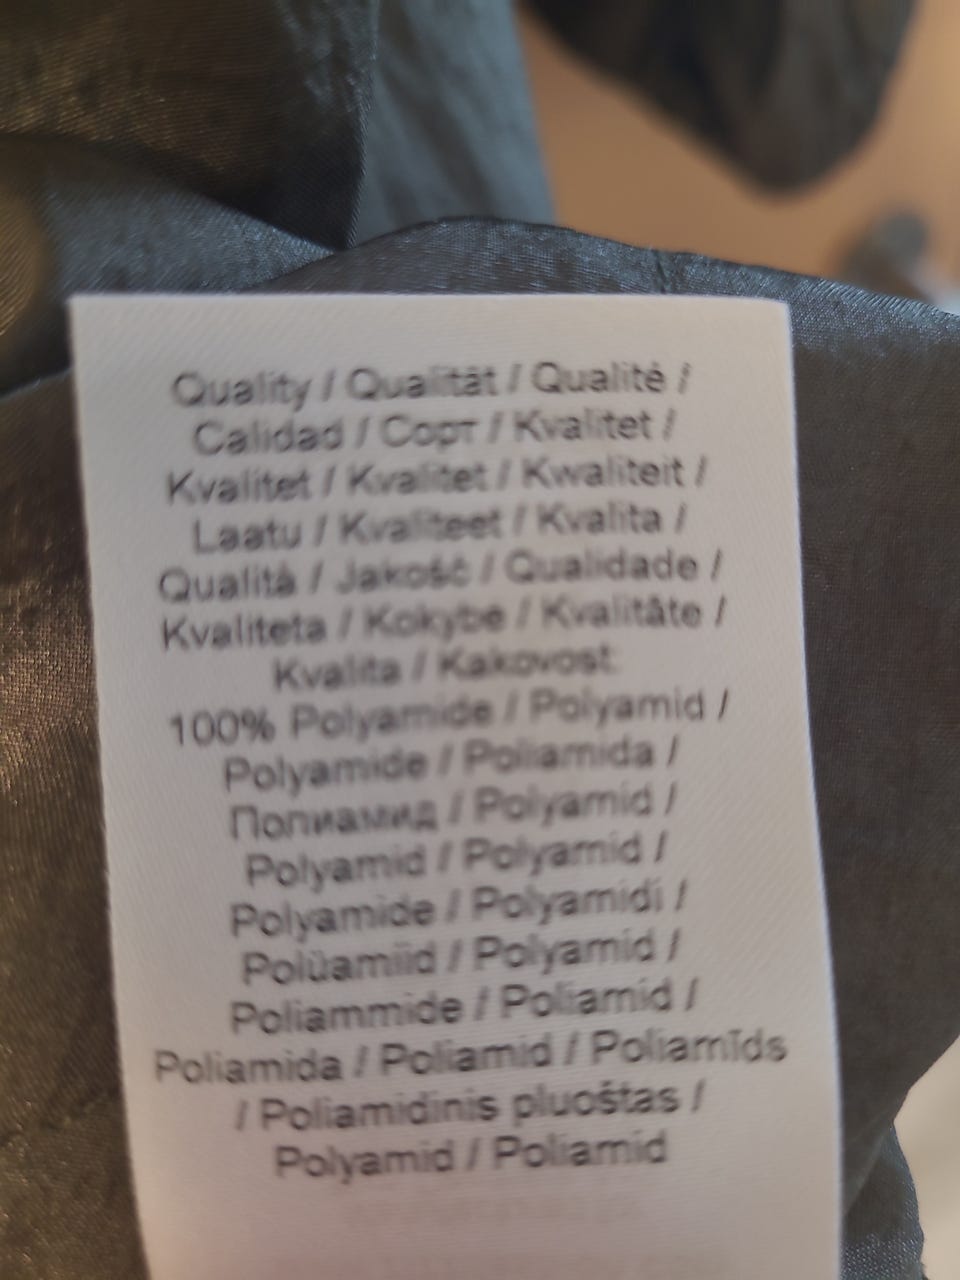 Quality / Qualität / Qualité /
Calidad / Сорт / Kvalitet /
Kvalitet / Kvalitet / Kwaliteit /
Laatu / Kvaliteet / Kvalita /
Qualità / Jakość / Qualidade /
Kvaliteta / Kokybe / Kvalitāte /
Kvalita / Kakovost:
100% Polyamide / Polyamid /
Polyamide / Poliamida /
Полиамид / Polyamid /
Polyamid / Polyamid /
Polyamide / Polyamidi /
Polüamiid / Polyamid /
Poliammide / Poliamid /
Poliamida / Poliamid / Poliamīds
/ Poliamidinis pluoštas /
Polyamid / Poliamid